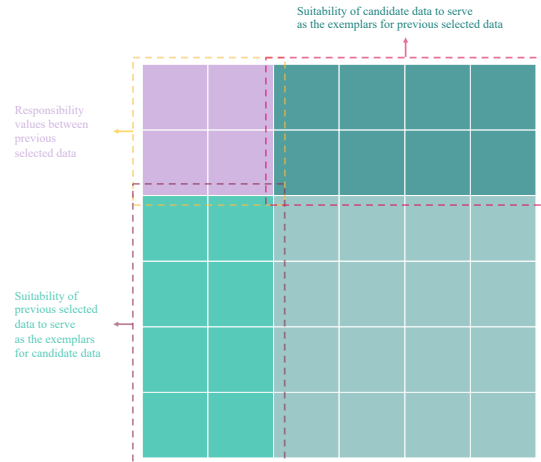 Suitability of candidate data to serve
as the exemplars for previous selected data
Responsibility
values between
previous
selected data
Suitability of
previous selected
data to serve
as the exemplars
for candidate data